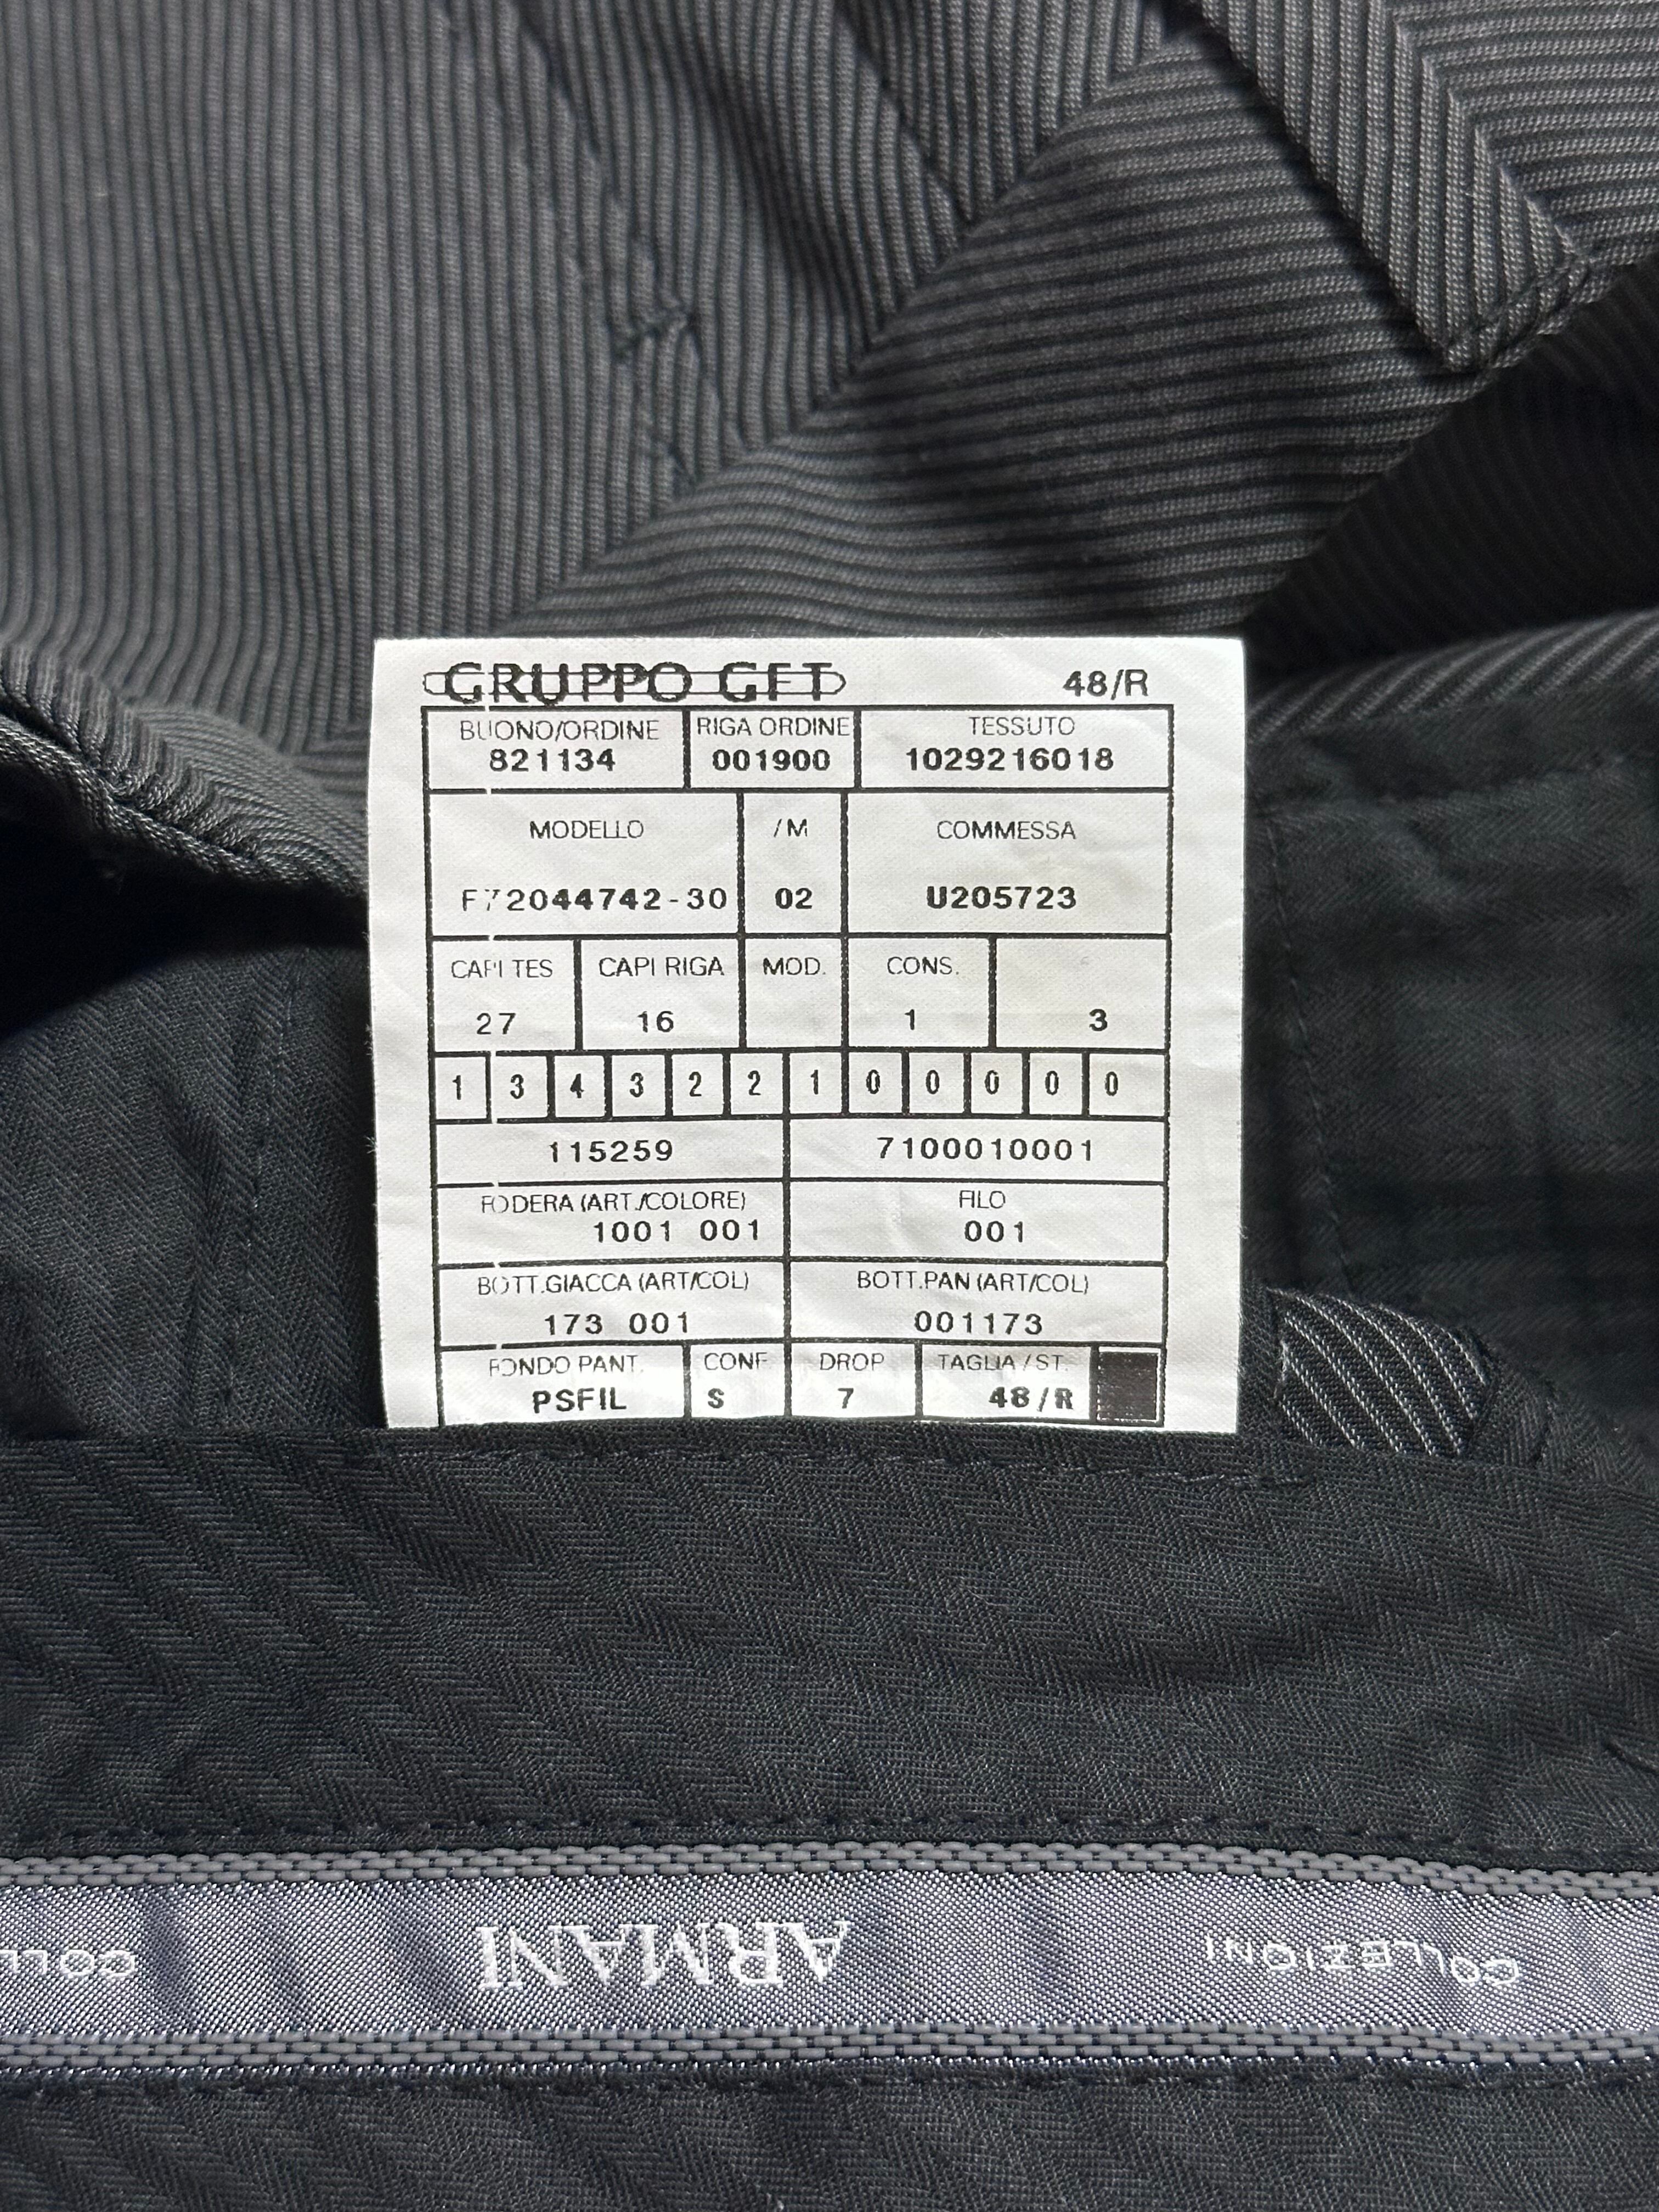 GRUPPO GFT 48/R
BUONO/ORDINE RIGA ORDINE TESSUTO
821134 001900 1029216018
MODELLO /M COMMESSA
F72044742-30 02 U205723
CAPI TES CAPI RIGA MOD. CONS.
27 16 1 3
1 3 4 3 2 2 1 0 0 0 0 0
115259 7100010001
FODERA (ART./COLORE) FILO
1001 001 001
BOTT.GIACCA (ART/COL) BOTT.PAN (ART/COL)
173 001 001173
FONDO PANT. CONF. DROP TAGLIA / ST.
PSFIL S 7 48/R
COLLEZIONI ARMANI COLL